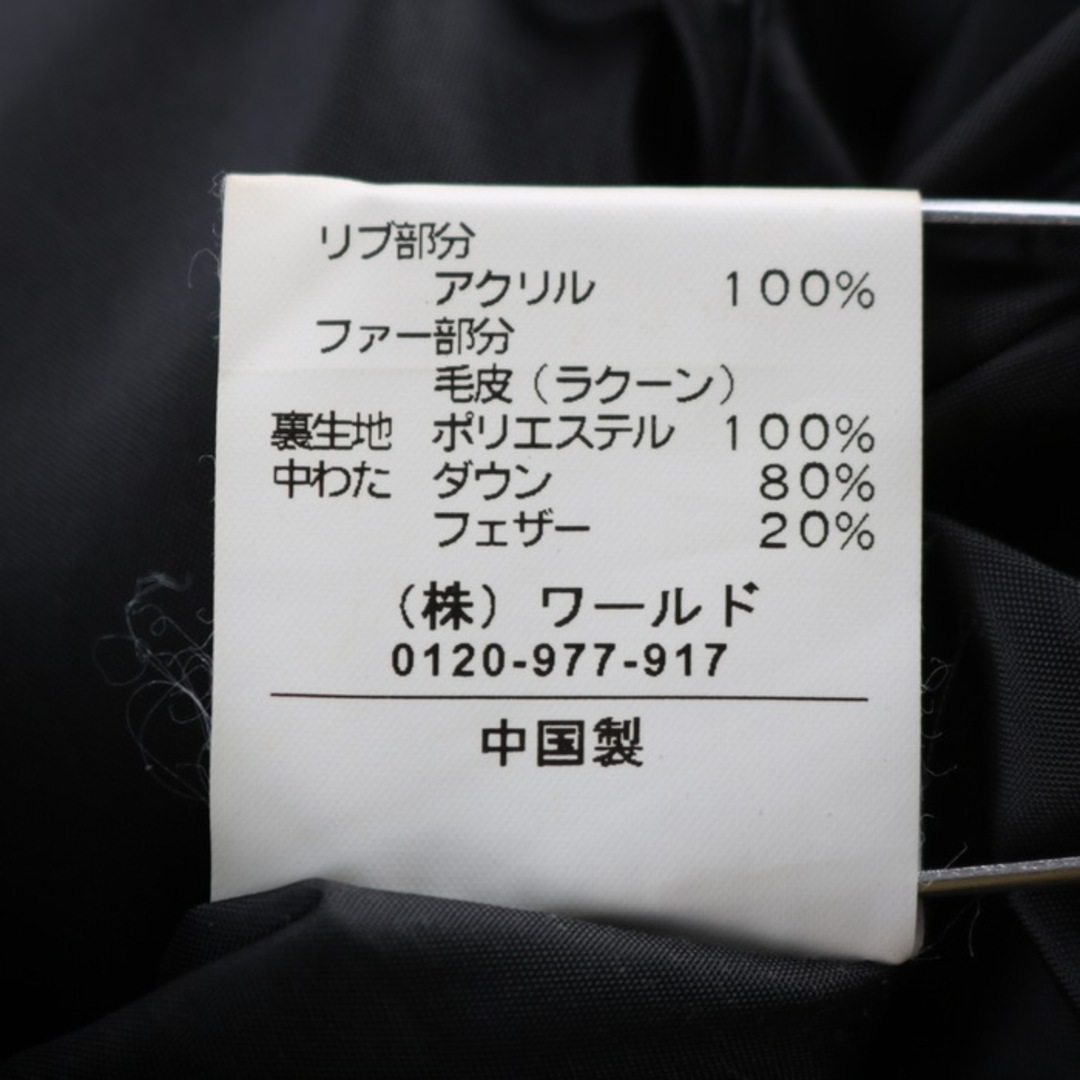 リブ部分
アクリル 100%
ファー部分
毛皮(ラクーン)
裏生地 ポリエステル 100%
中わた ダウン 80%
フェザー 20%
(株) ワールド
0120-977-917
中国製